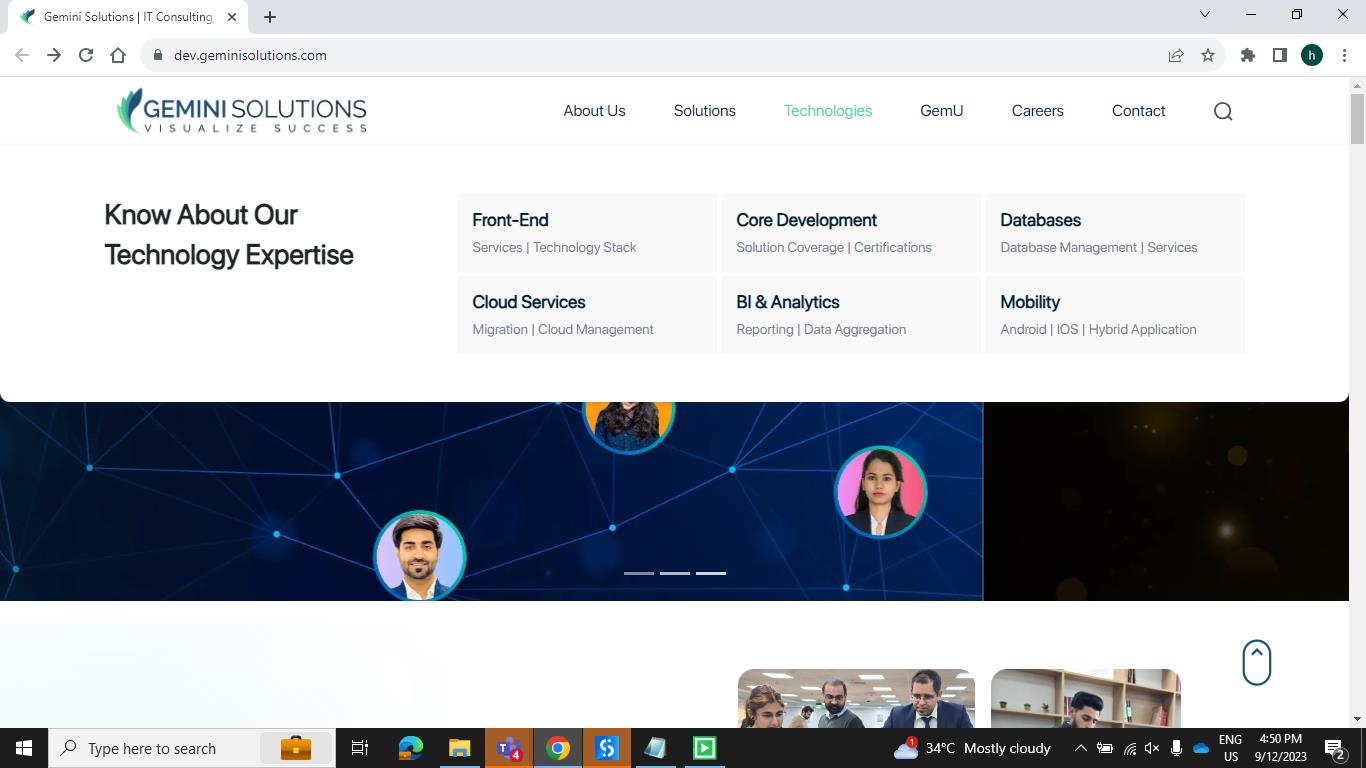 Gemini Solutions | IT Consulting,
dev.geminisolutions.com
h
GEMINI SOLUTIONS
VISUALIZE SUCCESS
About Us
Solutions
Technologies
GemU
Careers
Contact
Know About Our
Technology Expertise
Front-End
Services | Technology Stack
Core Development
Solution Coverage | Certifications
Databases
Database Management | Services
Cloud Services
Migration | Cloud Management
BI & Analytics
Reporting | Data Aggregation
Mobility
Android | IOS | Hybrid Application
Type here to search
4
1
34°C Mostly cloudy
ENG
US
4:50 PM
9/12/2023
2